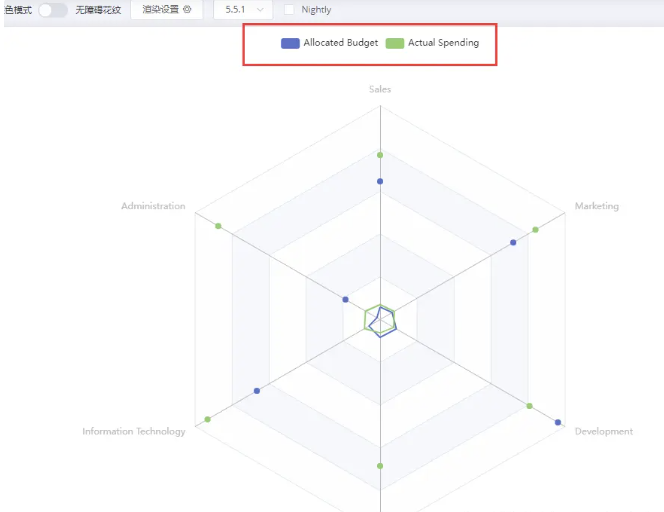 色模式 无障碍花纹 渲染设置 5.5.1 Nightly
Allocated Budget Actual Spending
Sales
Administration Marketing
Information Technology Development